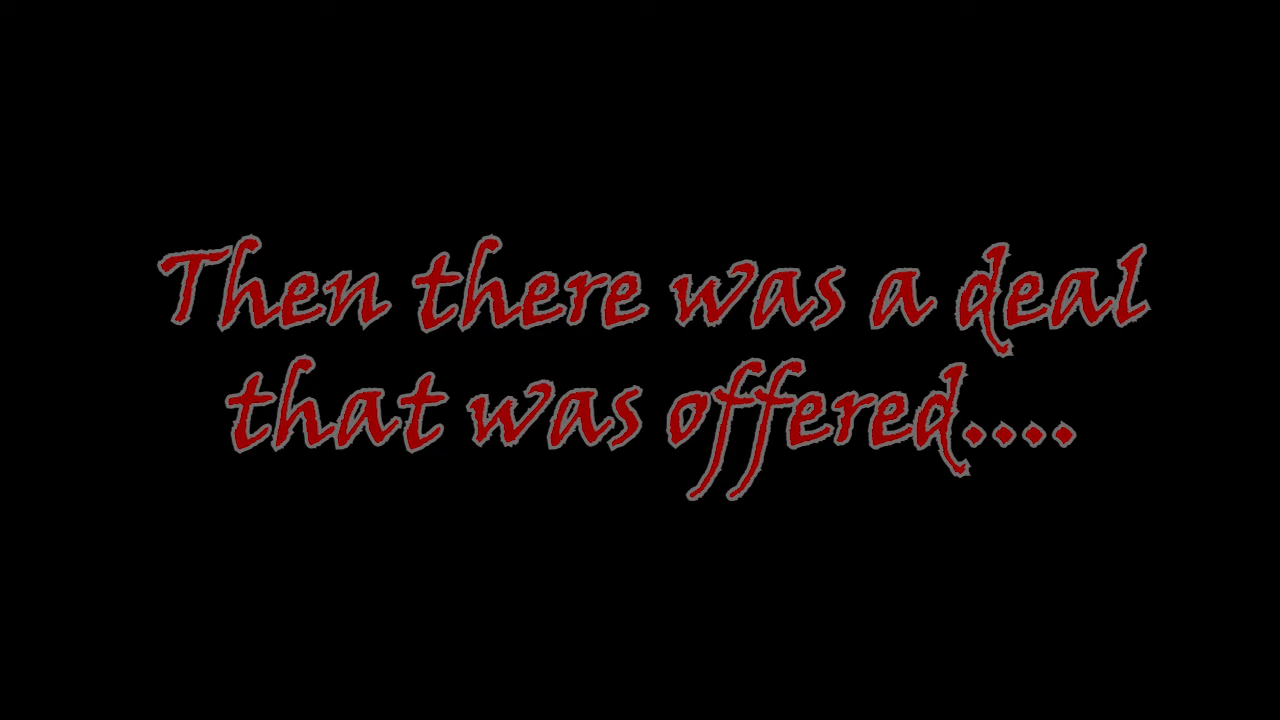 Then there was a deal
that was offered....